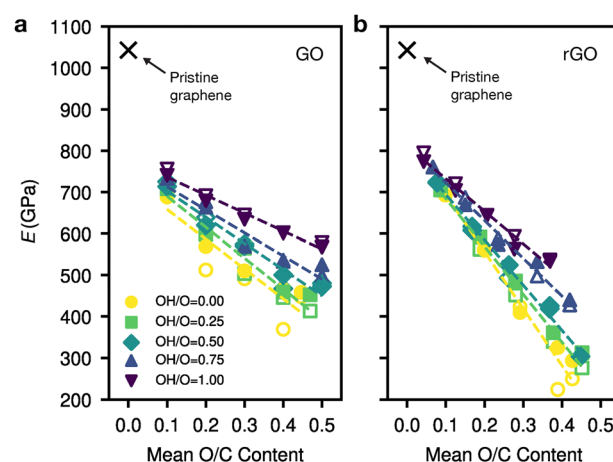 a
b
1100
1000
900
800
700
600
500
400
300
200
E (GPa)
GO
Pristine
graphene
OH/O=0.00
OH/O=0.25
OH/O=0.50
OH/O=0.75
OH/O=1.00
0.0 0.1 0.2 0.3 0.4 0.5
Mean O/C Content
rGO
Pristine
graphene
0.0 0.1 0.2 0.3 0.4 0.5
Mean O/C Content